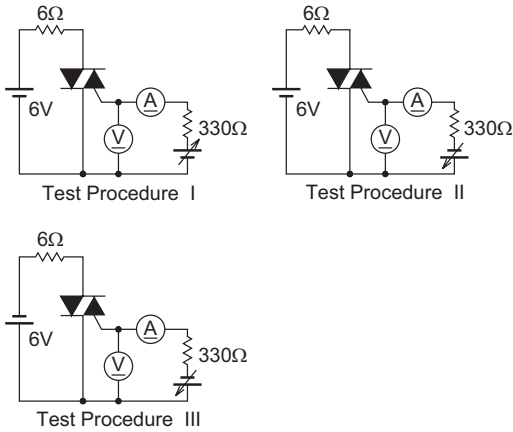 6Ω
6V
A
V
330Ω
Test Procedure I
6Ω
6V
A
V
330Ω
Test Procedure II
6Ω
6V
A
V
330Ω
Test Procedure III